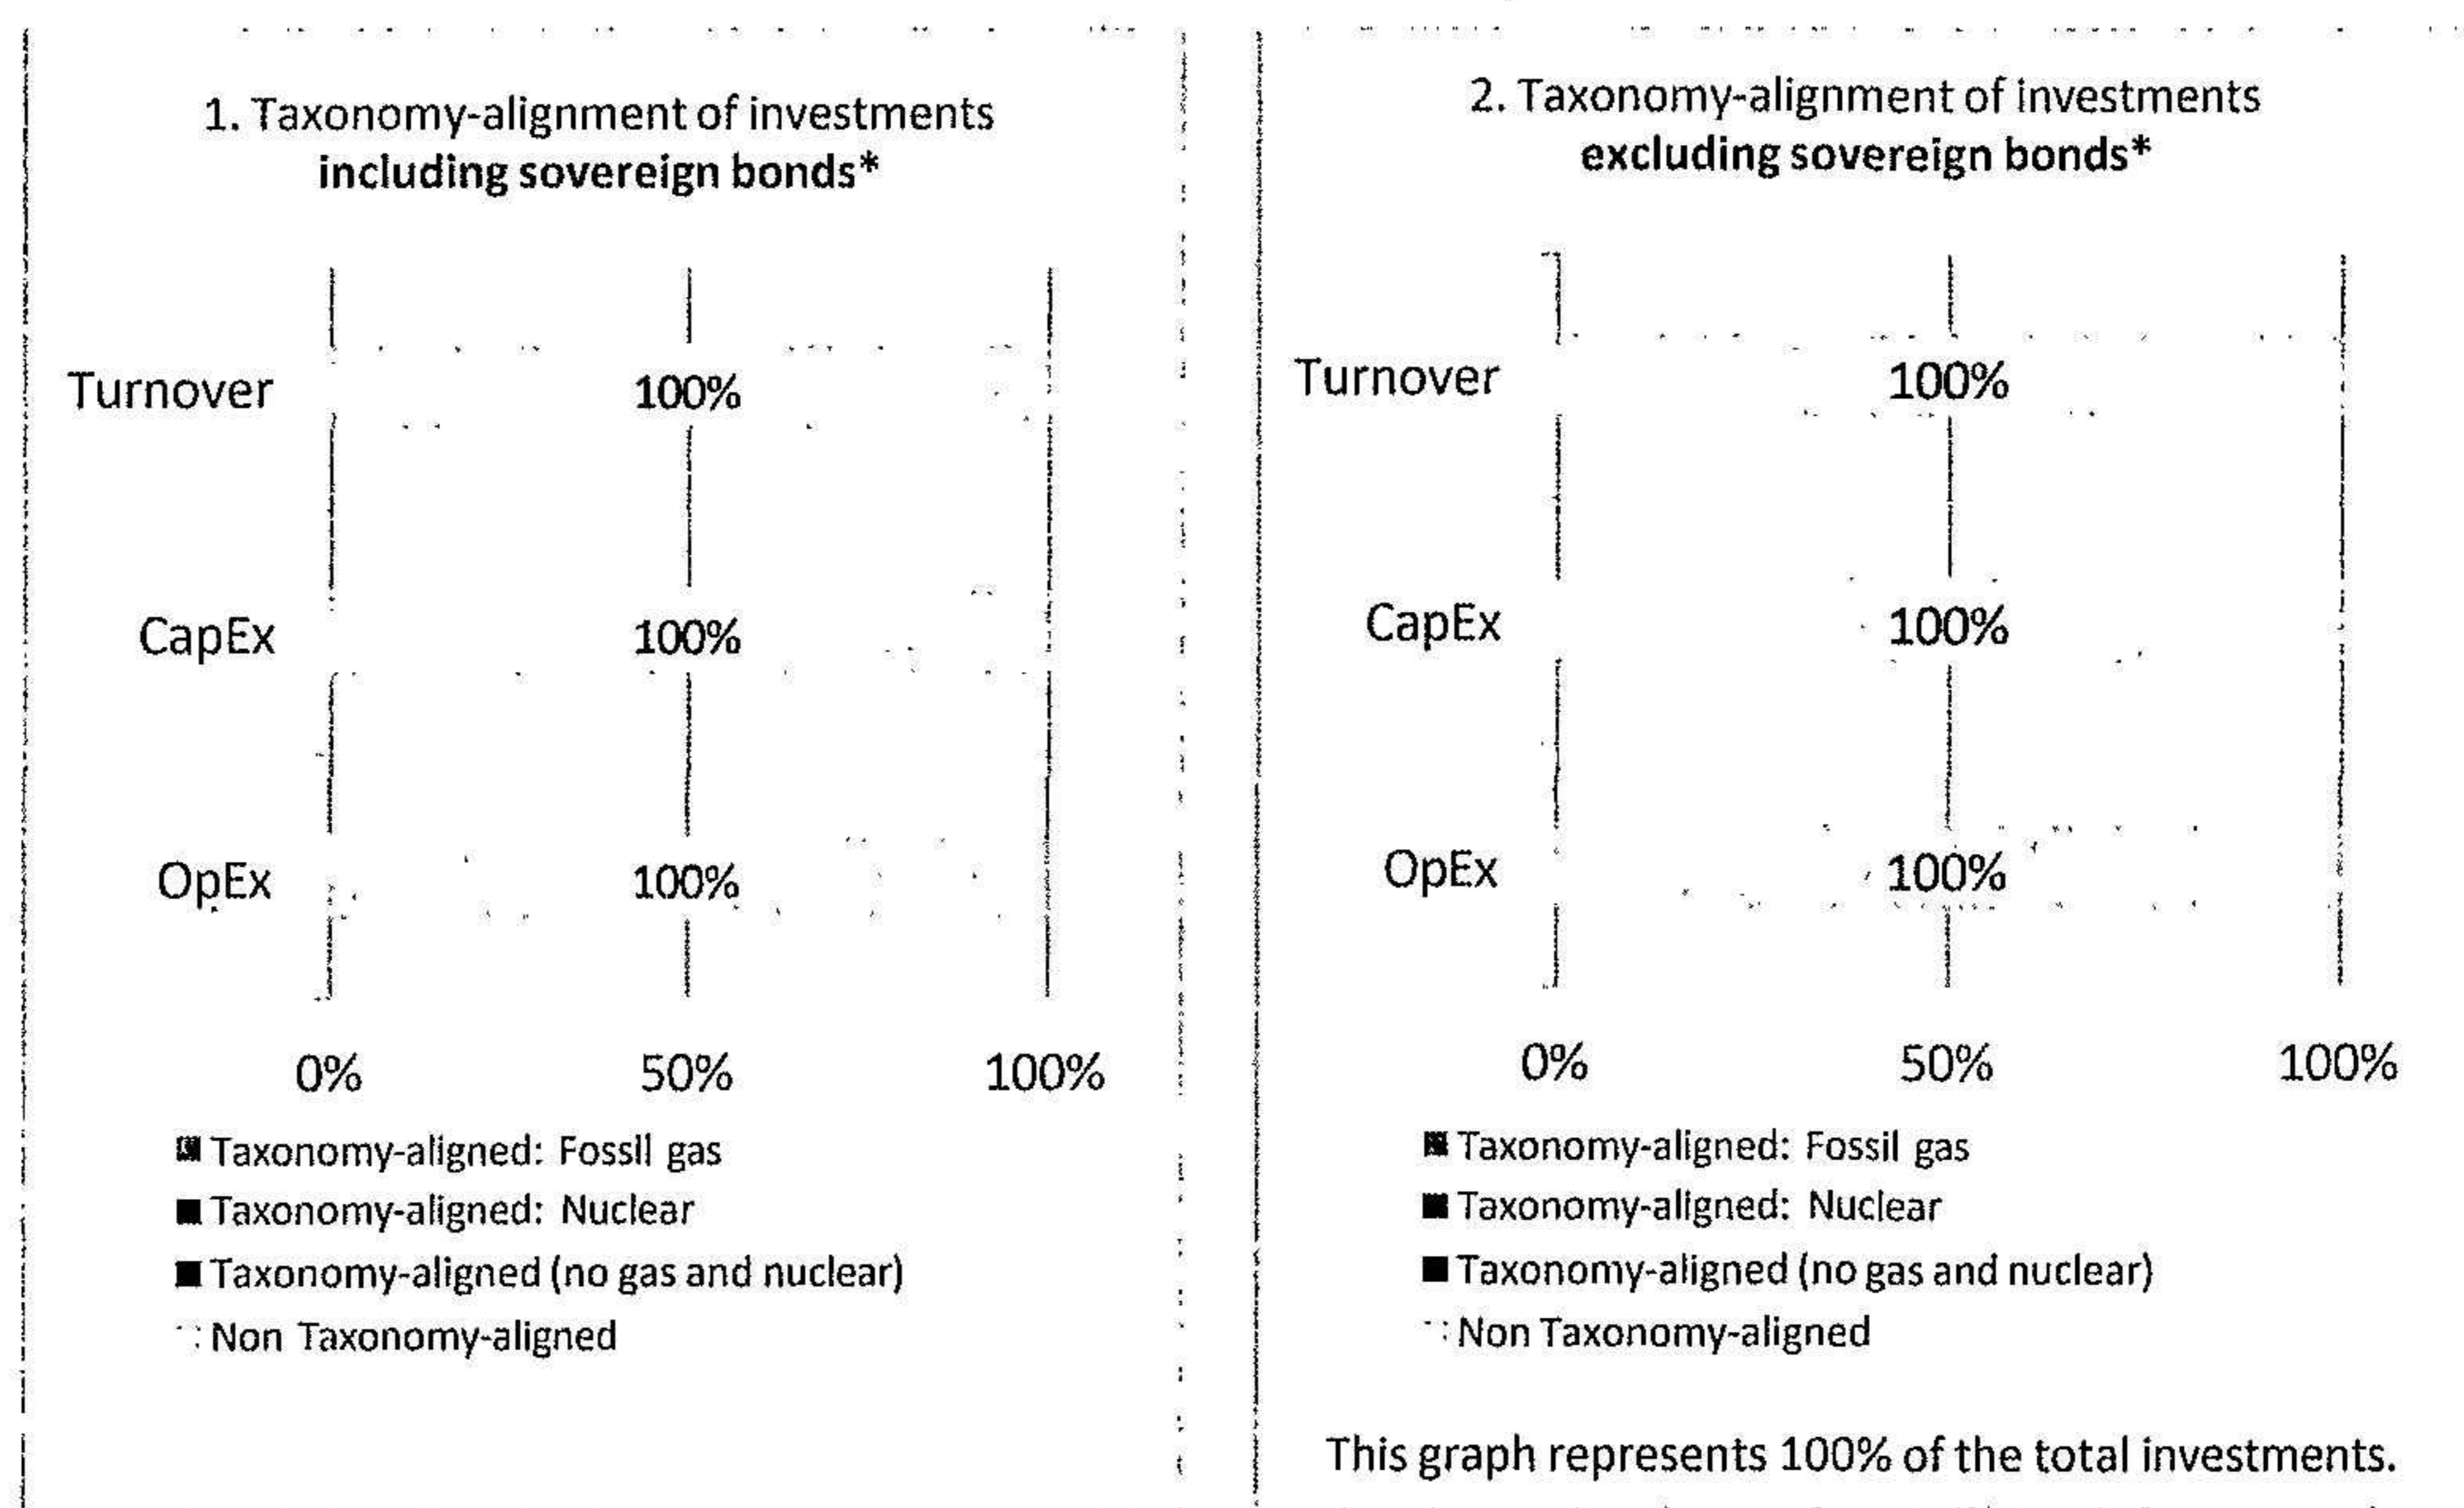 1. Taxonomy-alignment of investments
including sovereign bonds*
Turnover
100%
CapEx
100%
OpEx
100%
0% 50% 100%
Taxonomy-aligned: Fossil gas
Taxonomy-aligned: Nuclear
Taxonomy-aligned (no gas and nuclear)
Non Taxonomy-aligned
2. Taxonomy-alignment of investments
excluding sovereign bonds*
Turnover
100%
CapEx
100%
OpEx
100%
0% 50% 100%
Taxonomy-aligned: Fossil gas
Taxonomy-aligned: Nuclear
Taxonomy-aligned (no gas and nuclear)
Non Taxonomy-aligned
This graph represents 100% of the total investments.